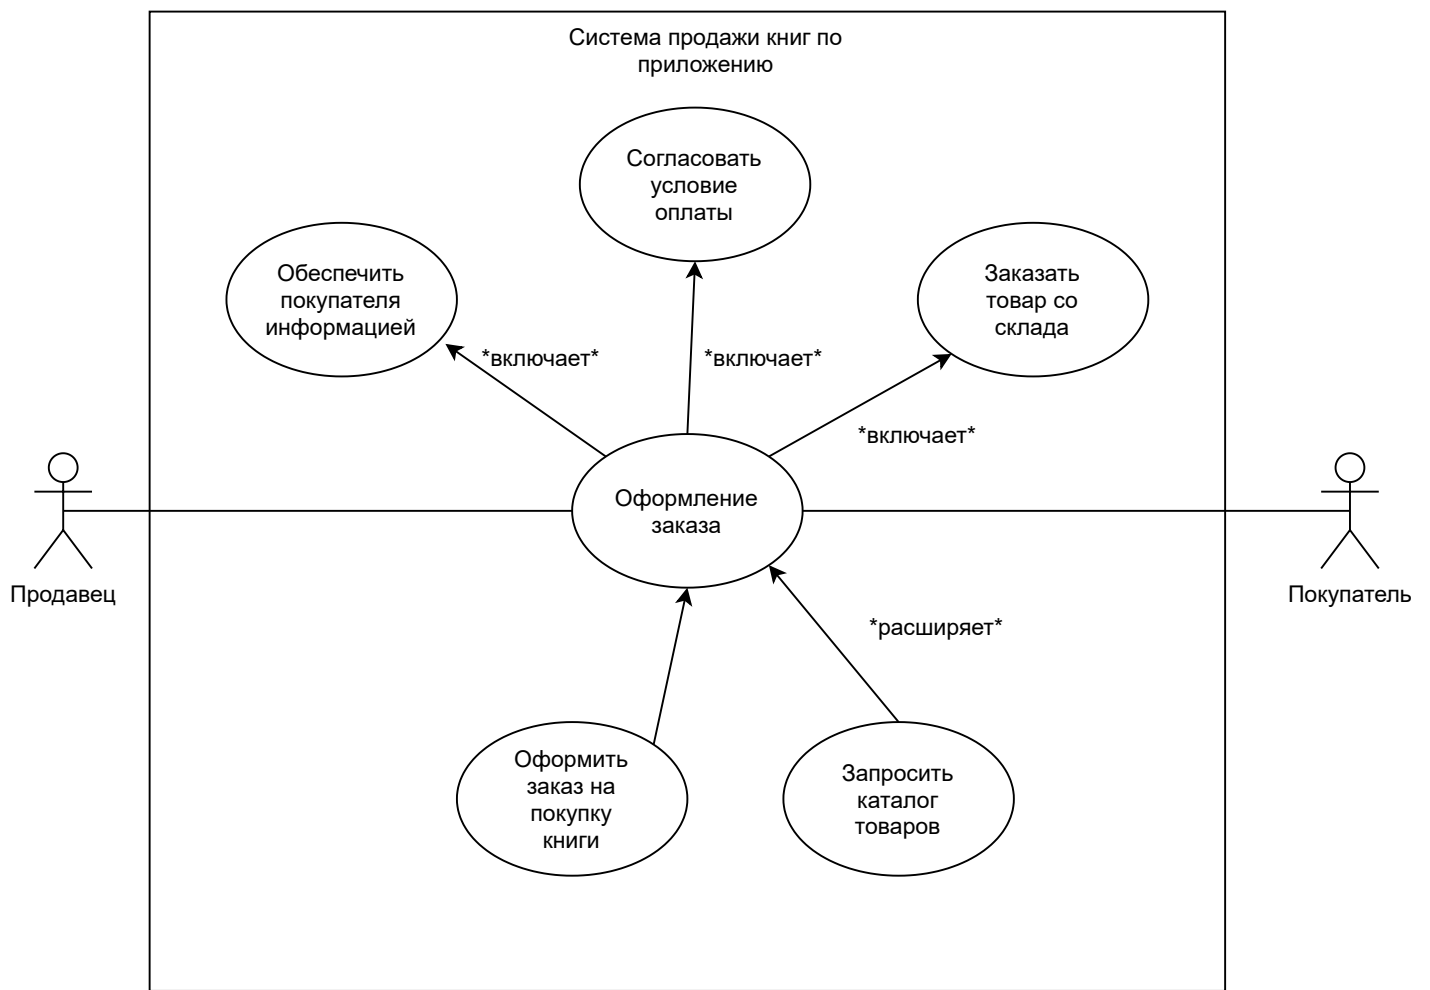 Система продажи книг по
приложению
Согласовать
условие
оплаты
Обеспечить
покупателя
информацией
Заказать
товар со
склада
*включает*
*включает*
*включает*
Оформление
заказа
Продавец
Покупатель
*расширяет*
Оформить
заказ на
покупку
книги
Запросить
каталог
товаров